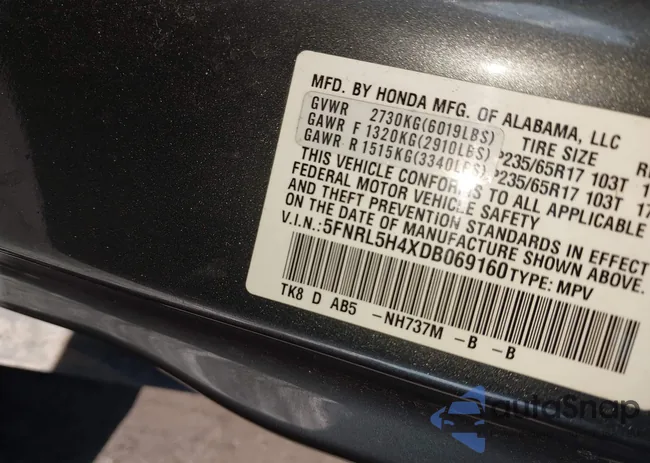 MFD. BY HONDA MFG. OF ALABAMA, LLC
GVWR 2730KG(6019LBS) TIRE SIZE
GAWR F 1320KG(2910LBS) P235/65R17 103T
GAWR R 1515KG(3340LBS) P235/65R17 103T 17
THIS VEHICLE CONFORMS TO ALL APPLICABLE
FEDERAL MOTOR VEHICLE SAFETY
AND THEFT PREVENTION STANDARDS IN EFFECT
ON THE DATE OF MANUFACTURE SHOWN ABOVE.
V.I.N.: 5FNRL5H4XDB069160 TYPE: MPV
TK8 D AB5 -NH737M -B -B
autoSnap